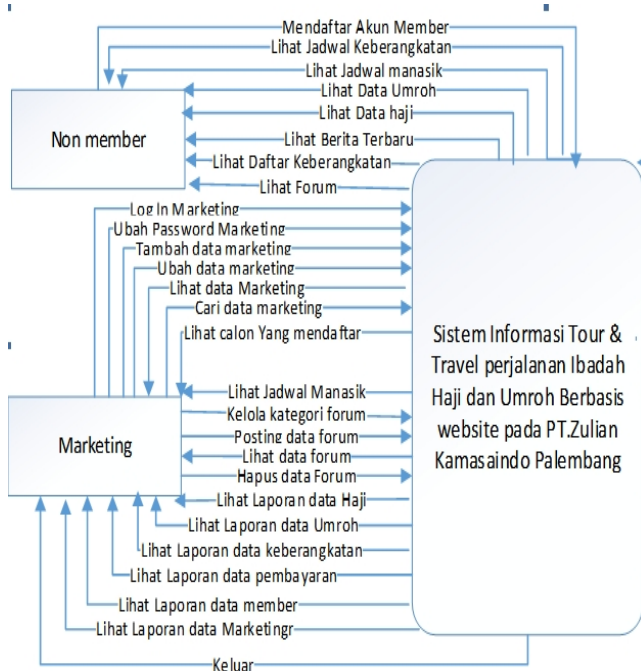 Mendaftar Akun Member
Lihat Jadwal Keberangkatan
Lihat Jadwal manasik
Lihat Data Umroh
Lihat Data haji
Lihat Berita Terbaru
Lihat Daftar Keberangkatan
Lihat Forum
Non member
Log In Marketing
Ubah Password Marketing
Tambah data marketing
Ubah data marketing
Lihat data Marketing
Cari data marketing
Lihat calon Yang mendaftar
Lihat Jadwal Manasik
Kelola kategori forum
Posting data forum
Lihat data forum
Hapus data Forum
Lihat Laporan data Haji
Lihat Laporan data Umroh
Lihat Laporan data keberangkatan
Lihat Laporan data pembayaran
Lihat Laporan data member
Lihat Laporan data Marketingr
Keluar
Marketing
Sistem Informasi Tour &
Travel perjalanan Ibadah
Haji dan Umroh Berbasis
website pada PT.Zulian
Kamasaindo Palembang